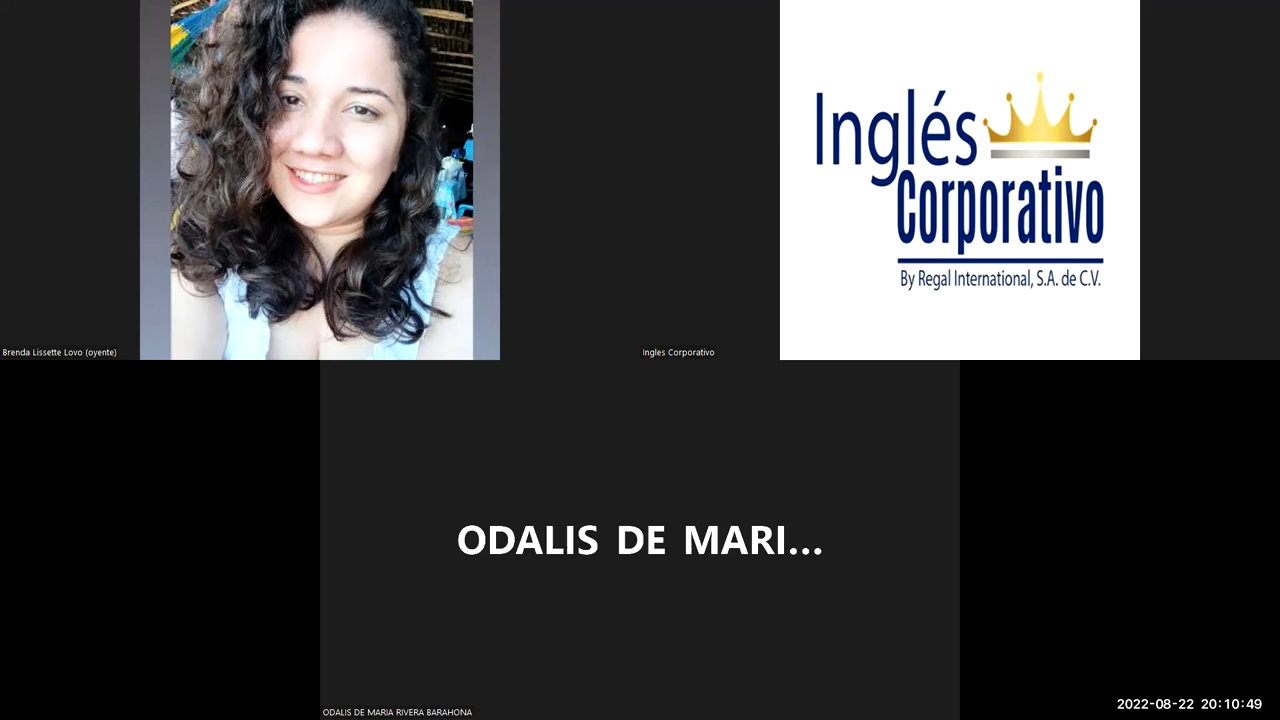 Inglés
Corporativo
By Regal International, S.A. de C.V.
Brenda Lissette Lovo (oyente)
Ingles Corporativo
ODALIS DE MARI...
ODALIS DE MARIA RIVERA BARAHONA
2022-08-22 20:10:49